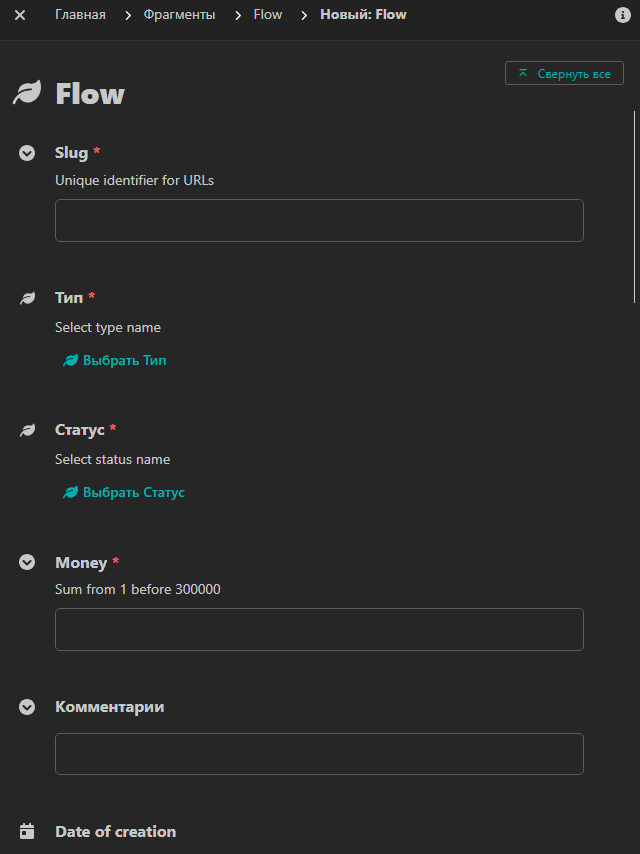 Главная
Фрагменты
Flow
Новый: Flow
Свернуть все
Flow
Slug *
Unique identifier for URLs
Тип *
Select type name
Выбрать Тип
Статус *
Select status name
Выбрать Статус
Money *
Sum from 1 before 300000
Комментарии
Date of creation